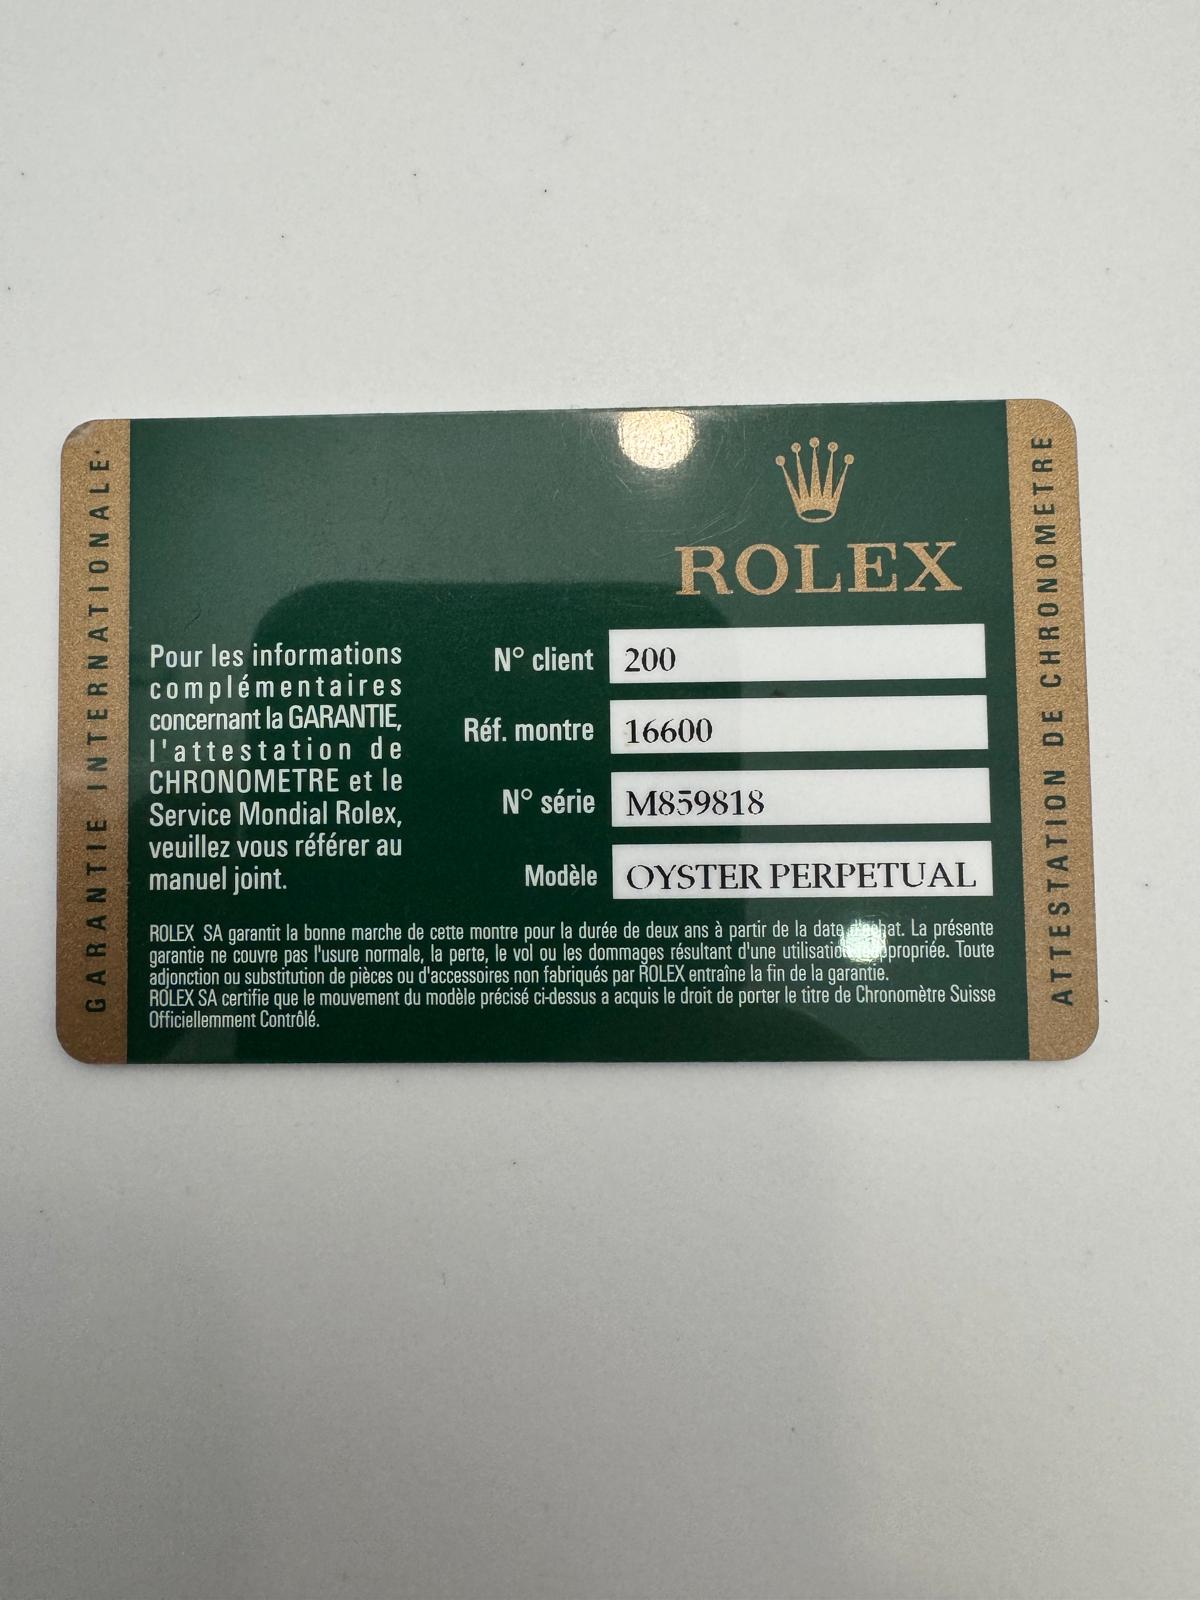 GARANTIE INTERNATIONALE
ROLEX
Pour les informations
complémentaires
concernant la GARANTIE,
l'attestation de
CHRONOMETRE et le
Service Mondial Rolex,
veuillez vous référer au
manuel joint.
N° client 200
Réf. montre 16600
N° série M859818
Modèle OYSTER PERPETUAL
ROLEX SA garantit la bonne marche de cette montre pour la durée de deux ans à partir de la date d'achat. La présente
garantie ne couvre pas l'usure normale, la perte, le vol ou les dommages résultant d'une utilisation inappropriée. Toute
adjonction ou substitution de pièces ou d'accessoires non fabriqués par ROLEX entraîne la fin de la garantie.
ROLEX SA certifie que le mouvement du modèle précisé ci-dessus a acquis le droit de porter le titre de Chronomètre Suisse
Officiellemment Contrôlé.
ATTESTATION DE CHRONOMETRE